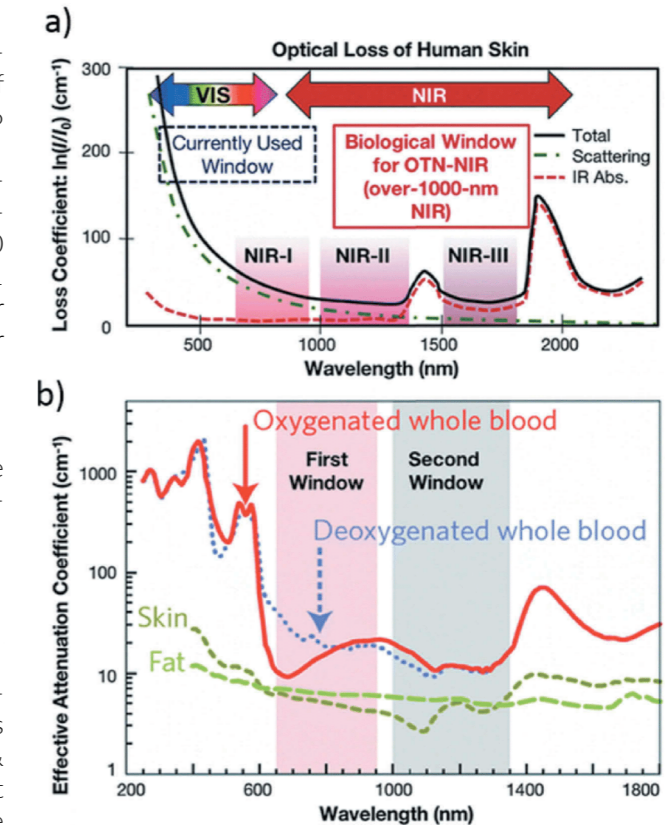 a)
Optical Loss of Human Skin
Loss Coefficient: ln(I/I₀) (cm⁻¹)
300
200
100
0
VIS
NIR
Currently Used
Window
Biological Window
for OTN-NIR
(over-1000-nm
NIR)
Total
Scattering
IR Abs.
NIR-I
NIR-II
NIR-III
500
1000
1500
2000
Wavelength (nm)
b)
Effective Attenuation Coefficient (cm⁻¹)
1000
100
10
1
Oxygenated whole blood
First
Window
Second
Window
Deoxygenated whole blood
Skin
Fat
200
600
1000
1400
1800
Wavelength (nm)